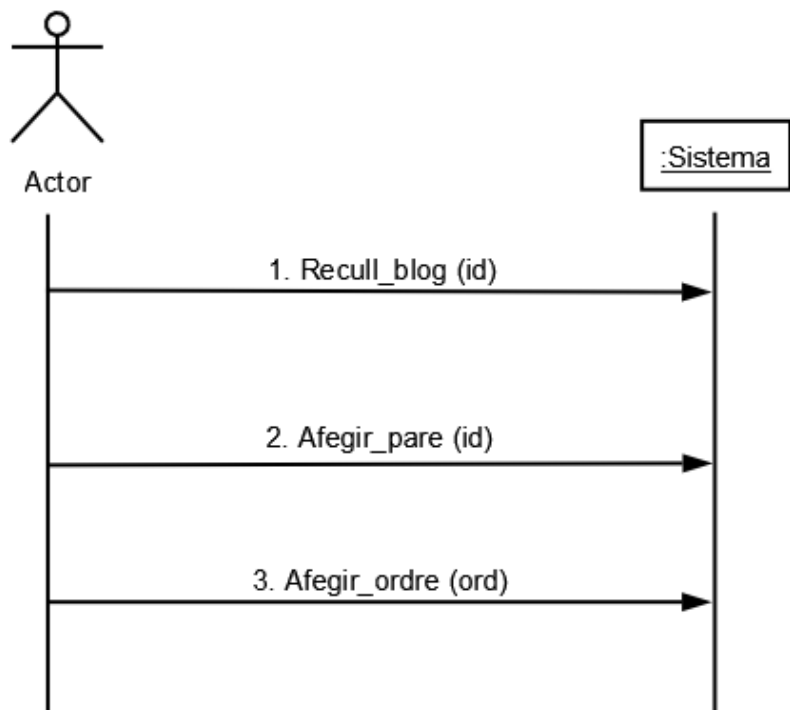 Actor
:Sistema
1. Recull_blog (id)
2. Afegir_pare (id)
3. Afegir_ordre (ord)